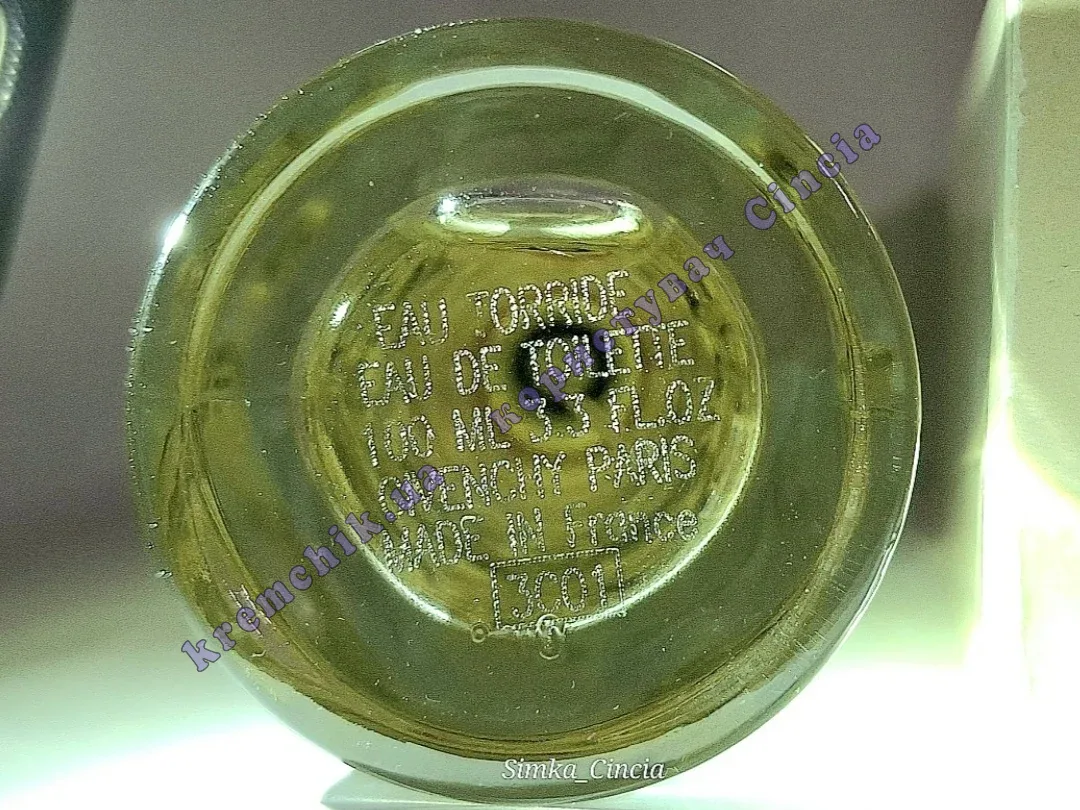 EAU TORRIDE
EAU DE TOILETTE
100 ML 3.3 FL.OZ
GIVENCHY PARIS
MADE IN France
3C01
kremchik.ua користувач Cincia
Simka_Cincia